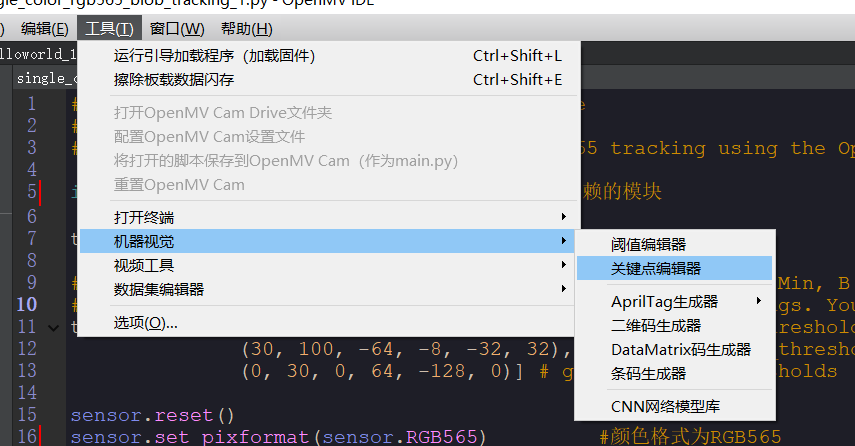 gle_color_rgb565_blob_tracking_1.py - OpenMV IDE
) 编辑(E) 工具(T) 窗口(W) 帮助(H)
lloworld_1
single_c
运行引导加载程序（加载固件） Ctrl+Shift+L
擦除板载数据闪存 Ctrl+Shift+E
打开OpenMV Cam Drive文件夹
配置OpenMV Cam设置文件
将打开的脚本保存到OpenMV Cam（作为main.py）
重置OpenMV Cam
打开终端
机器视觉
视频工具
数据集编辑器
选项(O)...
阈值编辑器
关键点编辑器
AprilTag生成器
二维码生成器
DataMatrix码生成器
条码生成器
CNN网络模型库
1 # e
2 #
3 # 65 tracking using the Op
4
5 i 赖的模块
6
7 t
8
9 # Min, B
10 # gs. You
11 t reshold
12 (30, 100, -64, -8, -32, 32), _thresho
13 (0, 30, 0, 64, -128, 0)] # g holds
14
15 sensor.reset()
16 sensor.set_pixformat(sensor.RGB565) #颜色格式为RGB565